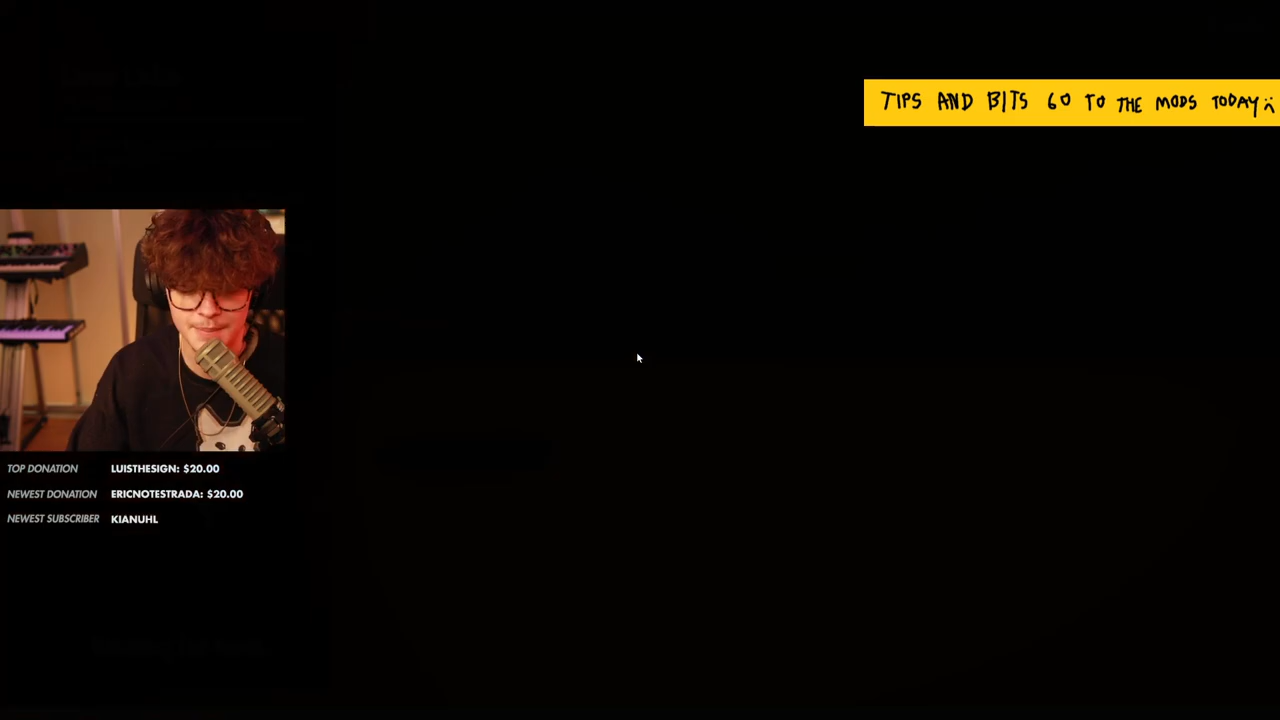 TIPS AND BITS GO TO THE MODS TODAY :(
TOP DONATION LUISTHESIGN: $20.00
NEWEST DONATION ERICNOTESTRADA: $20.00
NEWEST SUBSCRIBER KIANUHL